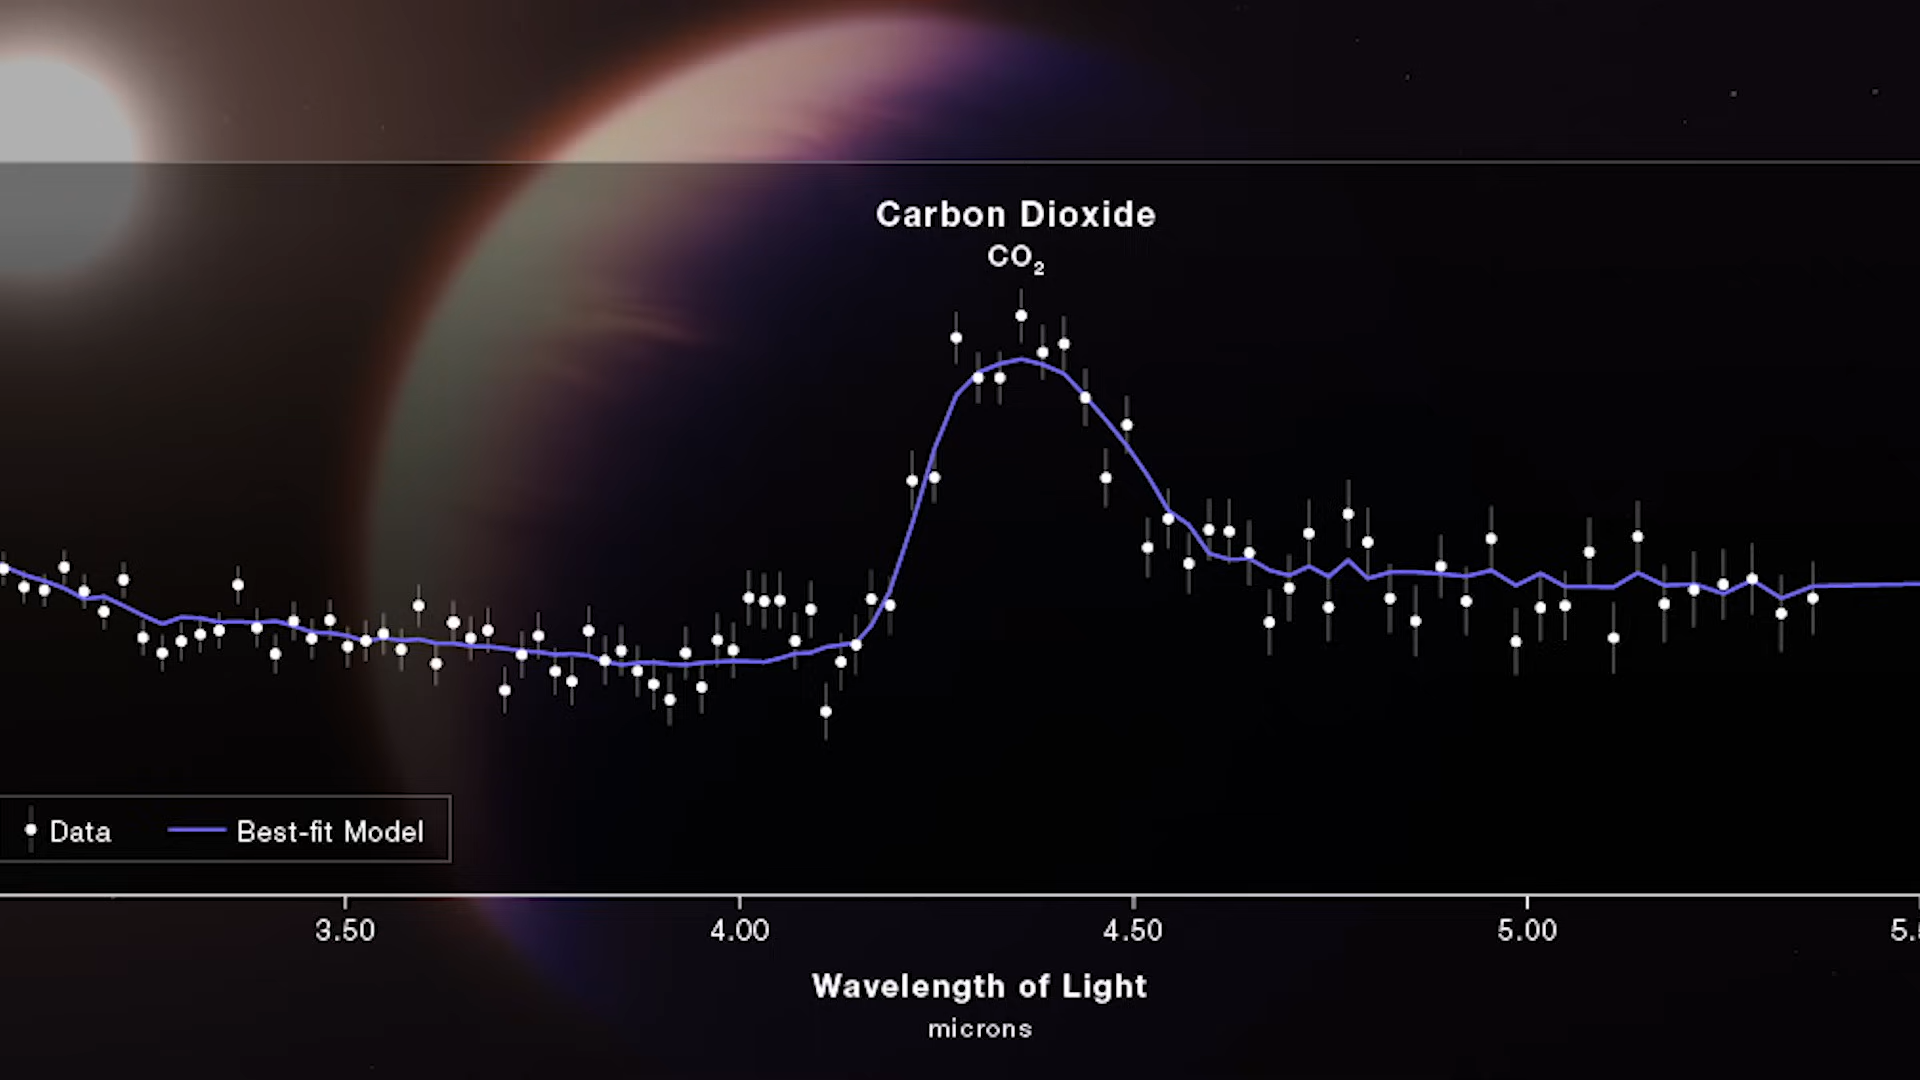 Carbon Dioxide
CO₂
Data Best-fit Model
3.50 4.00 4.50 5.00
Wavelength of Light
microns